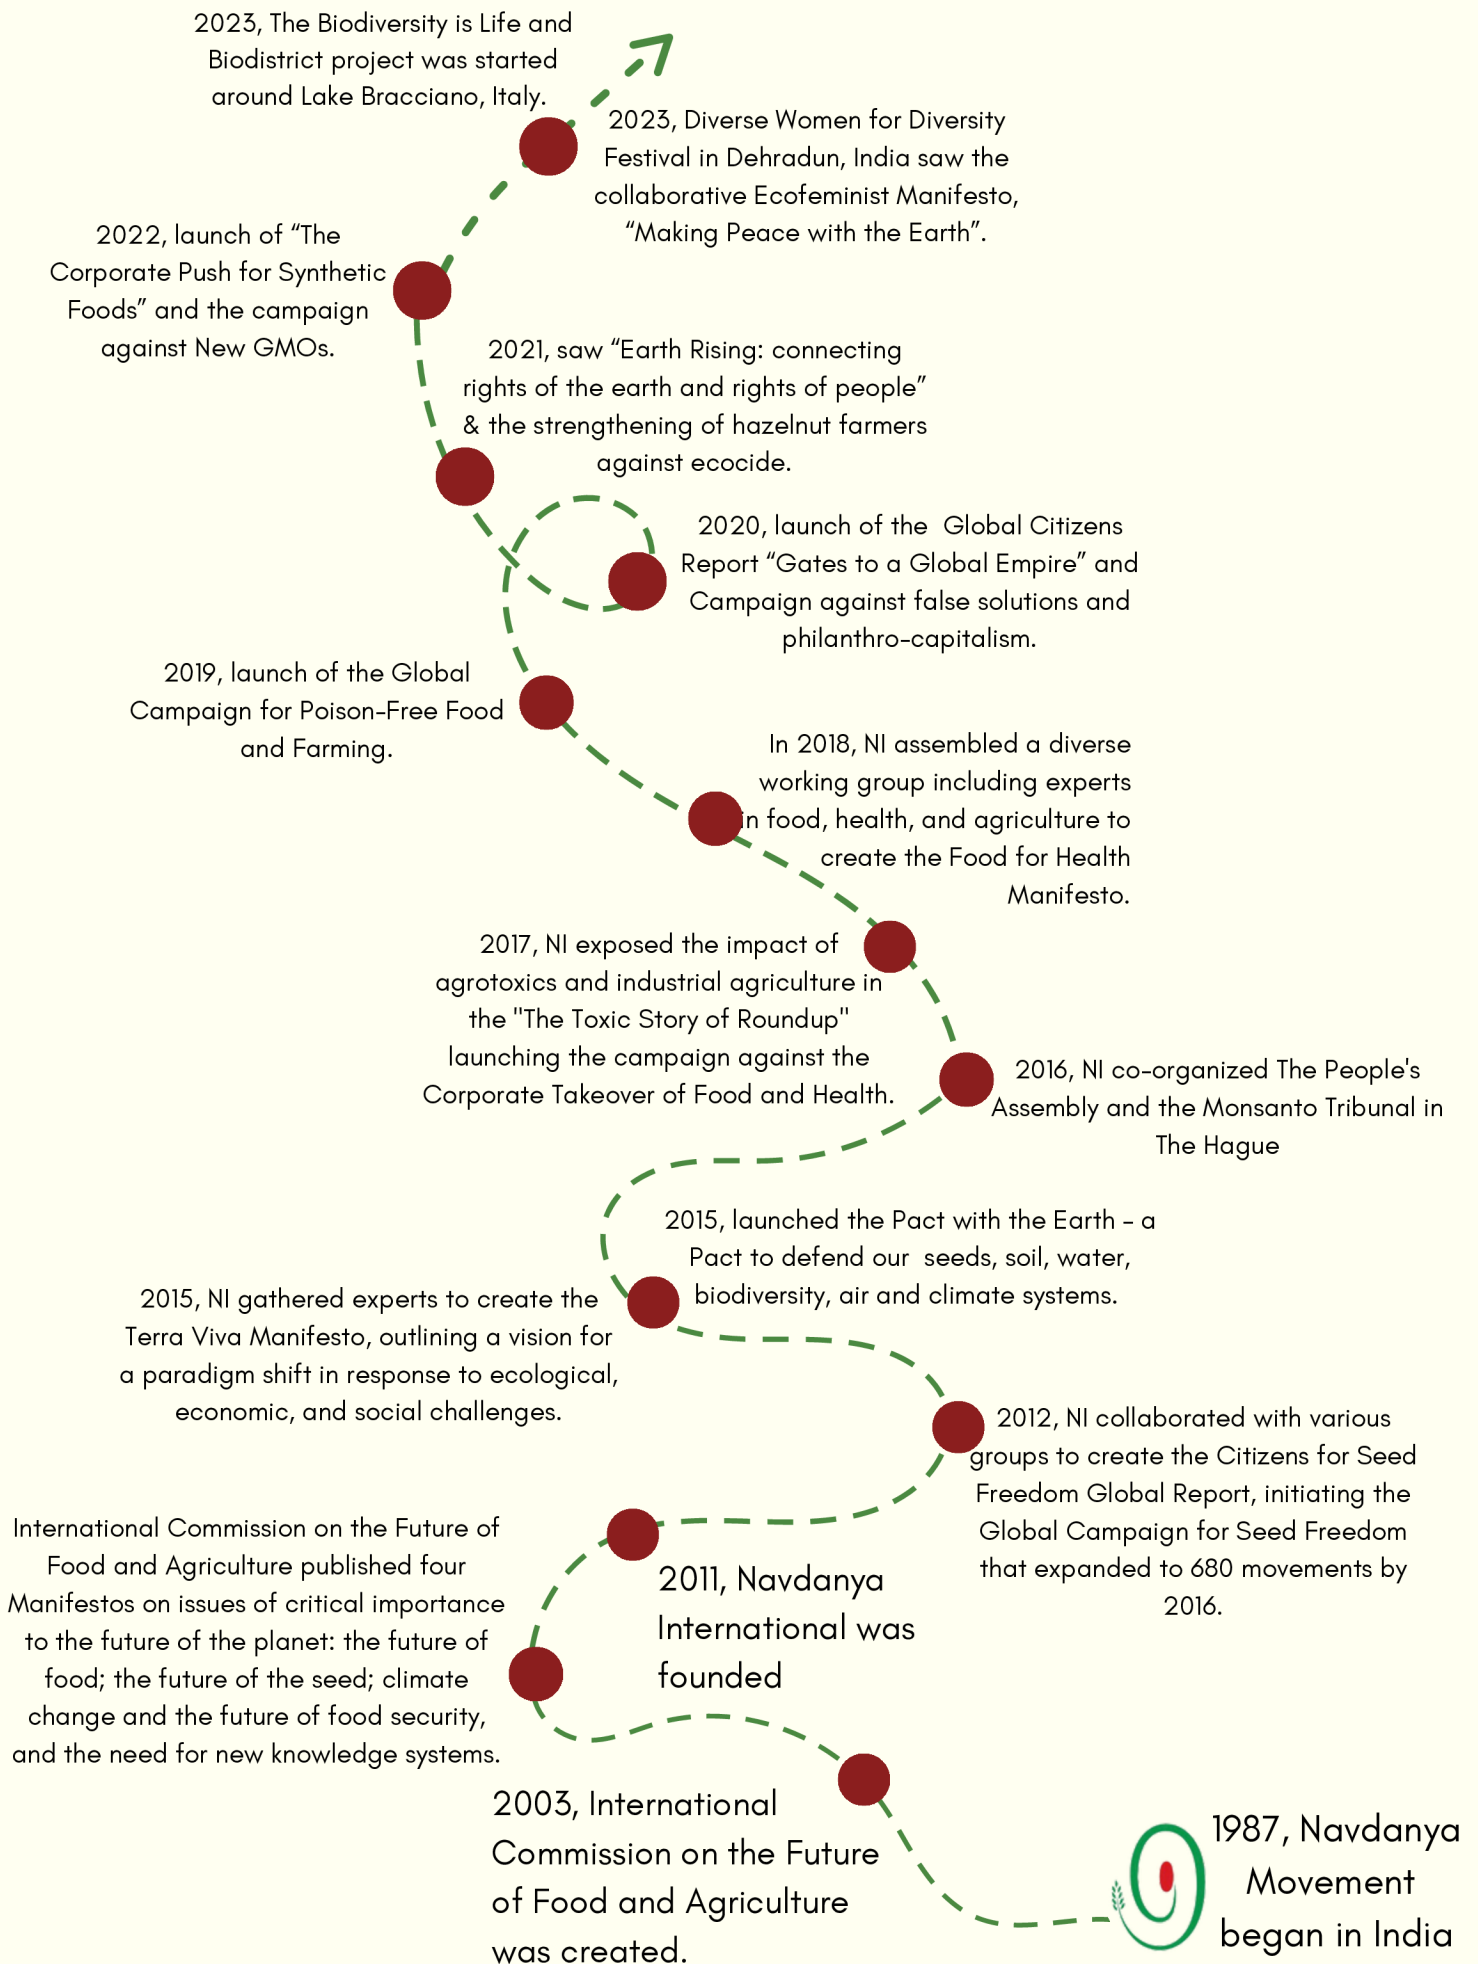 2023, The Biodiversity is Life and
Biodistrict project was started
around Lake Bracciano, Italy.
2023, Diverse Women for Diversity
Festival in Dehradun, India saw the
collaborative Ecofeminist Manifesto,
“Making Peace with the Earth”.
2022, launch of “The
Corporate Push for Synthetic
Foods” and the campaign
against New GMOs.
2021, saw “Earth Rising: connecting
rights of the earth and rights of people”
& the strengthening of hazelnut farmers
against ecocide.
2020, launch of the Global Citizens
Report “Gates to a Global Empire” and
Campaign against false solutions and
philanthro-capitalism.
2019, launch of the Global
Campaign for Poison-Free Food
and Farming.
In 2018, NI assembled a diverse
working group including experts
in food, health, and agriculture to
create the Food for Health
Manifesto.
2017, NI exposed the impact of
agrotoxics and industrial agriculture in
the "The Toxic Story of Roundup"
launching the campaign against the
Corporate Takeover of Food and Health.
2016, NI co-organized The People's
Assembly and the Monsanto Tribunal in
The Hague
2015, launched the Pact with the Earth - a
Pact to defend our seeds, soil, water,
biodiversity, air and climate systems.
2015, NI gathered experts to create the
Terra Viva Manifesto, outlining a vision for
a paradigm shift in response to ecological,
economic, and social challenges.
2012, NI collaborated with various
groups to create the Citizens for Seed
Freedom Global Report, initiating the
Global Campaign for Seed Freedom
that expanded to 680 movements by
2016.
International Commission on the Future of
Food and Agriculture published four
Manifestos on issues of critical importance
to the future of the planet: the future of
food; the future of the seed; climate
change and the future of food security,
and the need for new knowledge systems.
2011, Navdanya
International was
founded
2003, International
Commission on the Future
of Food and Agriculture
was created.
1987, Navdanya
Movement
began in India